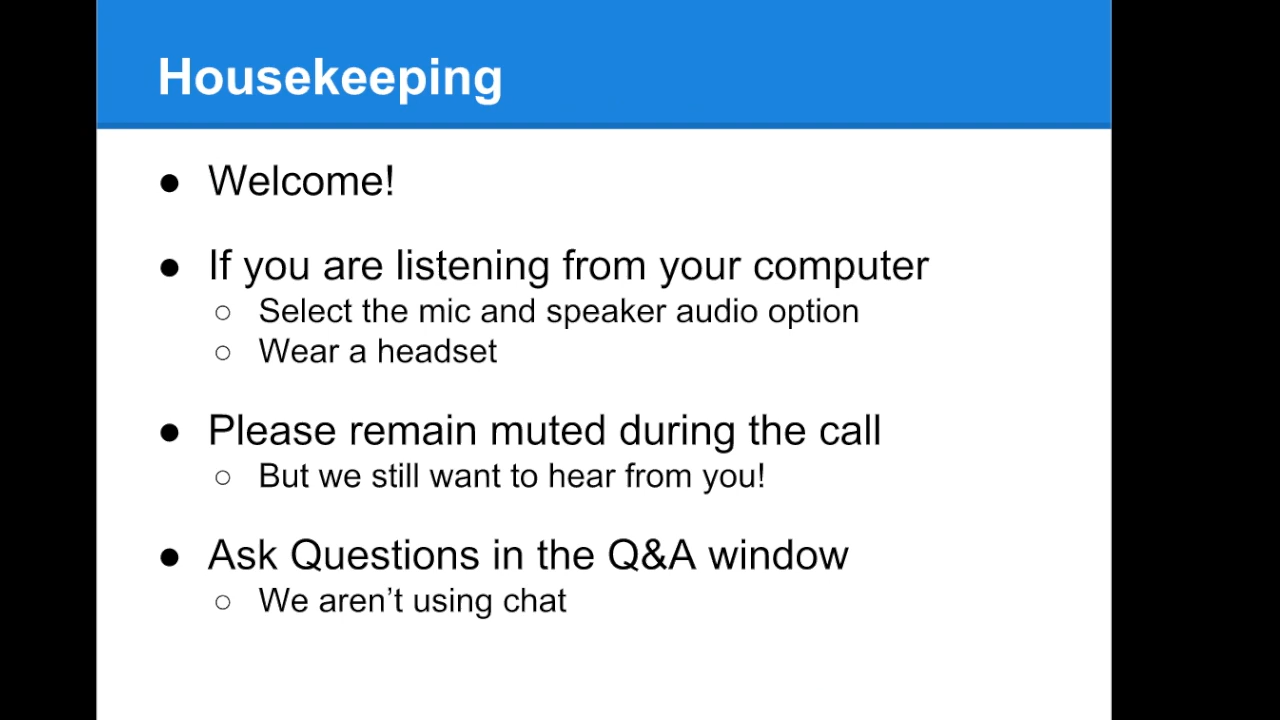 Housekeeping
● Welcome!
● If you are listening from your computer
○ Select the mic and speaker audio option
○ Wear a headset
● Please remain muted during the call
○ But we still want to hear from you!
● Ask Questions in the Q&A window
○ We aren’t using chat